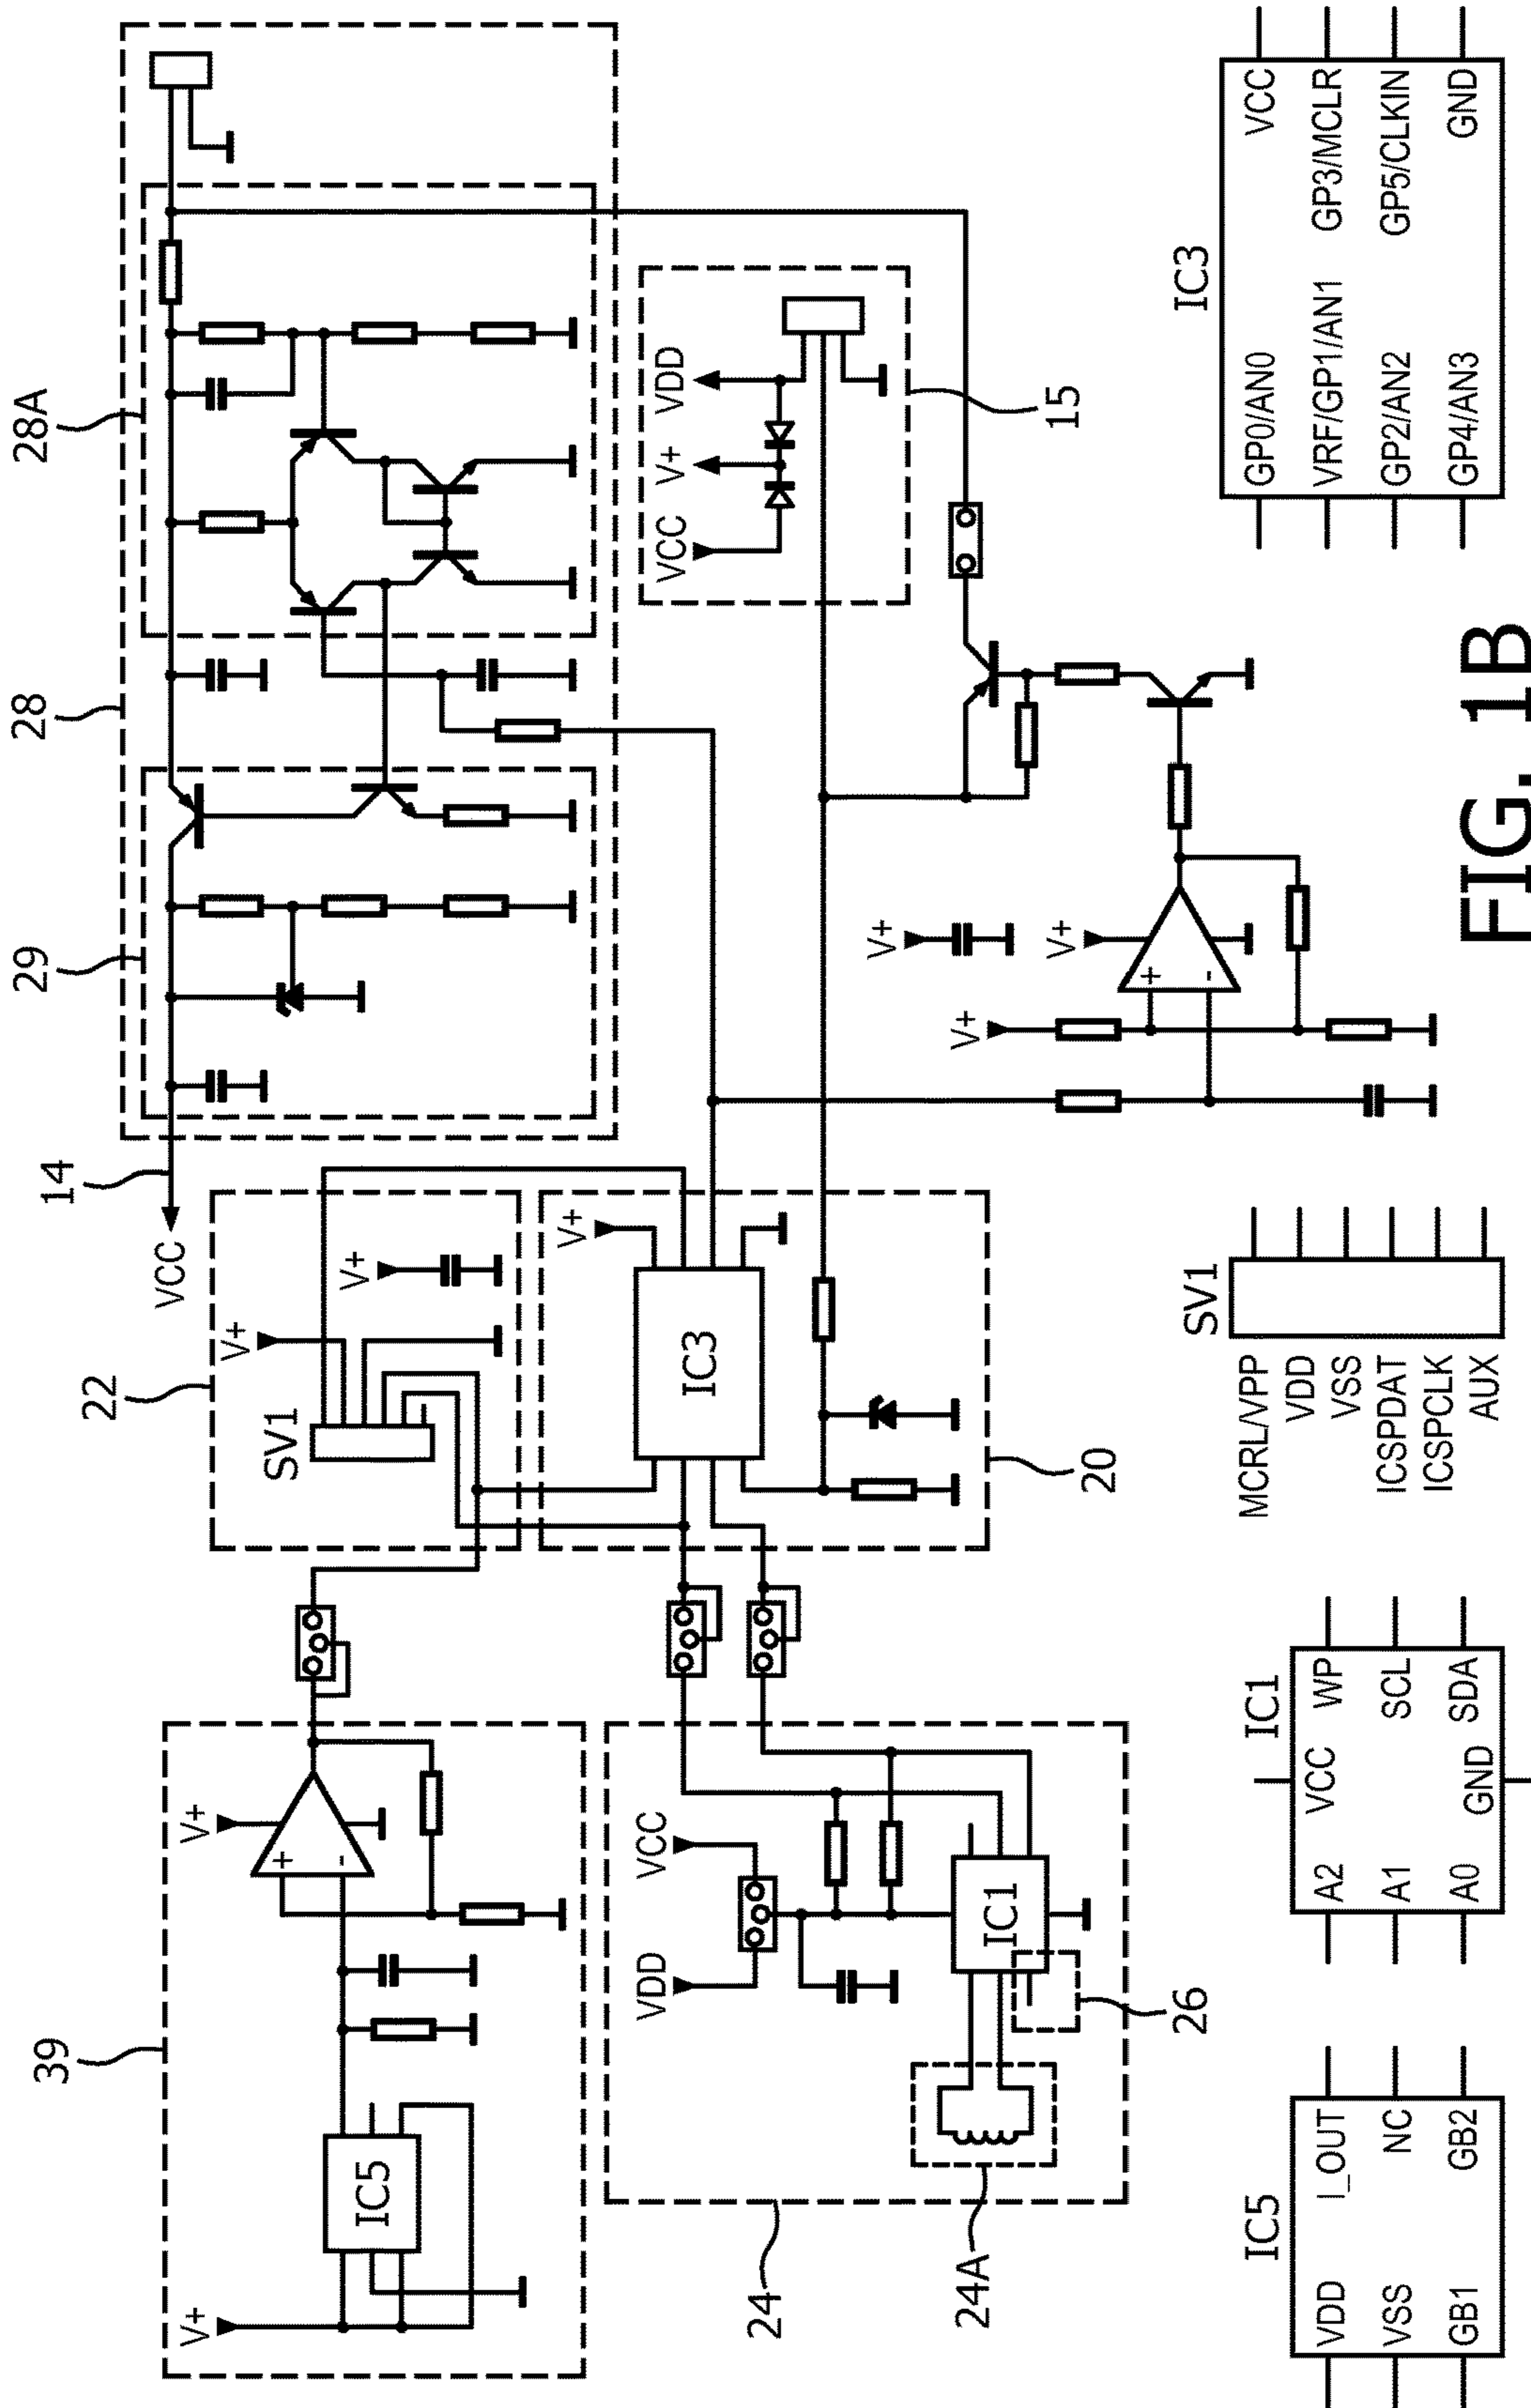 39
29
28
28A
14
22
VCC
V+
V+
V+
SV1
+
-
V+
IC5
V+
VDD
VCC
VCC
V+
VDD
IC3
24
V+
24A
IC1
V+
V+
15
20
+
-
26
IC5
VDD
I_OUT
VSS
NC
GB1
GB2
IC1
A2
VCC
WP
A1
SCL
A0
GND
SDA
SV1
MCRL/VPP
VDD
VSS
ICSPDAT
ICSPCLK
AUX
IC3
GP0/AN0
VCC
VRF/GP1/AN1
GP3/MCLR
GP2/AN2
GP5/CLKIN
GP4/AN3
GND
FIG. 1B